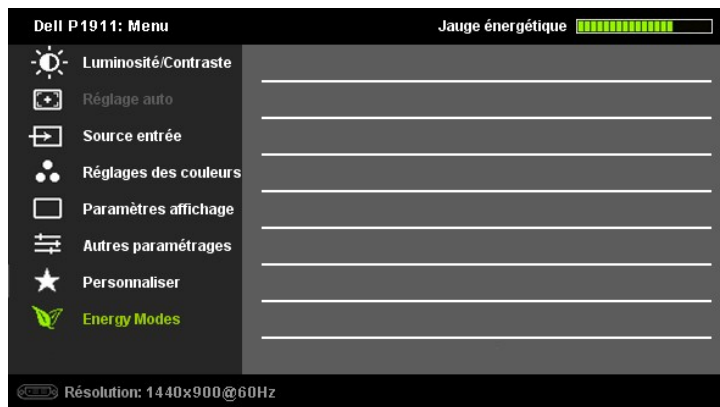 Dell P1911: Menu
Jauge énergétique
Luminosité/Contraste
Réglage auto
Source entrée
Réglages des couleurs
Paramètres affichage
Autres paramétrages
Personnaliser
Energy Modes
Résolution: 1440x900@60Hz